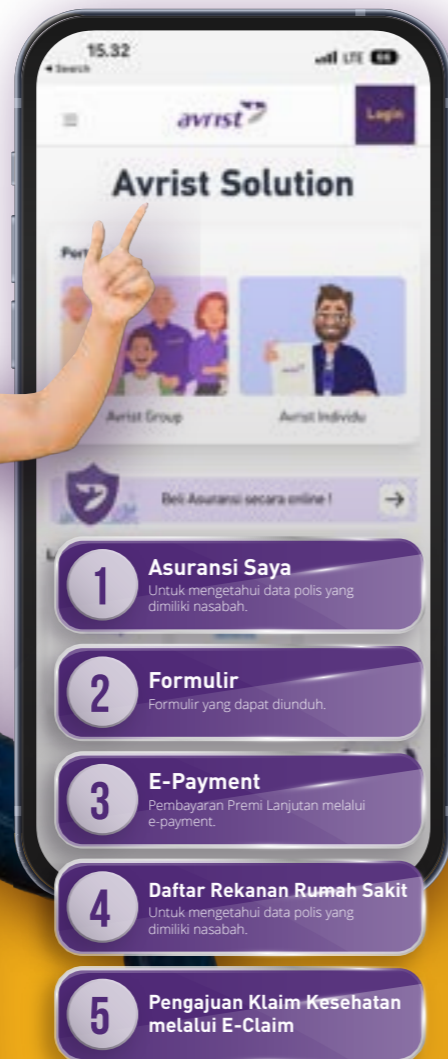 15.32
LTE
Search
avrist
Login
Avrist Solution
Avrist Group
Avrist Individu
Beli Asuransi secara online !
1
Asuransi Saya
Untuk mengetahui data polis yang
dimiliki nasabah.
2
Formulir
Formulir yang dapat diunduh.
3
E-Payment
Pembayaran Premi Lanjutan melalui
e-payment.
4
Daftar Rekanan Rumah Sakit
Untuk mengetahui data polis yang
dimiliki nasabah.
5
Pengajuan Klaim Kesehatan
melalui E-Claim